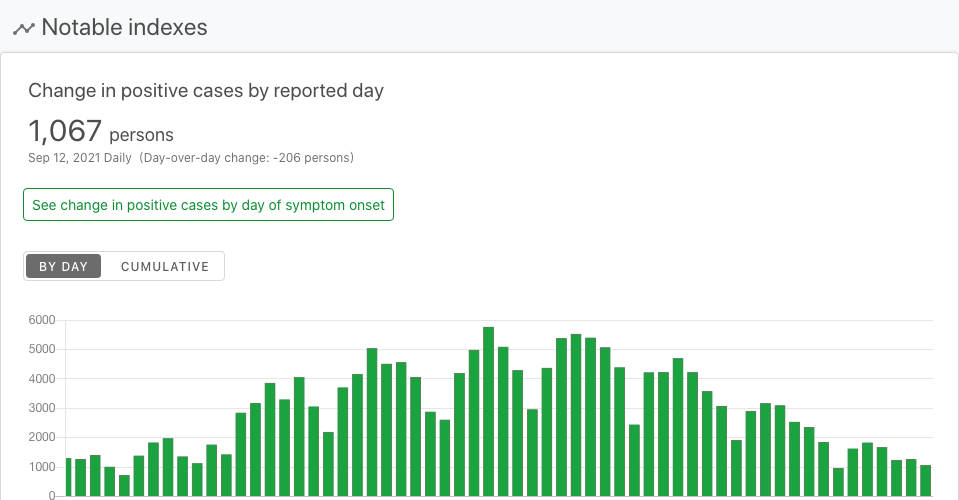 Notable indexes
Change in positive cases by reported day
1,067 persons
Sep 12, 2021 Daily (Day-over-day change: -206 persons)
See change in positive cases by day of symptom onset
BY DAY CUMULATIVE
6000
5000
4000
3000
2000
1000
0